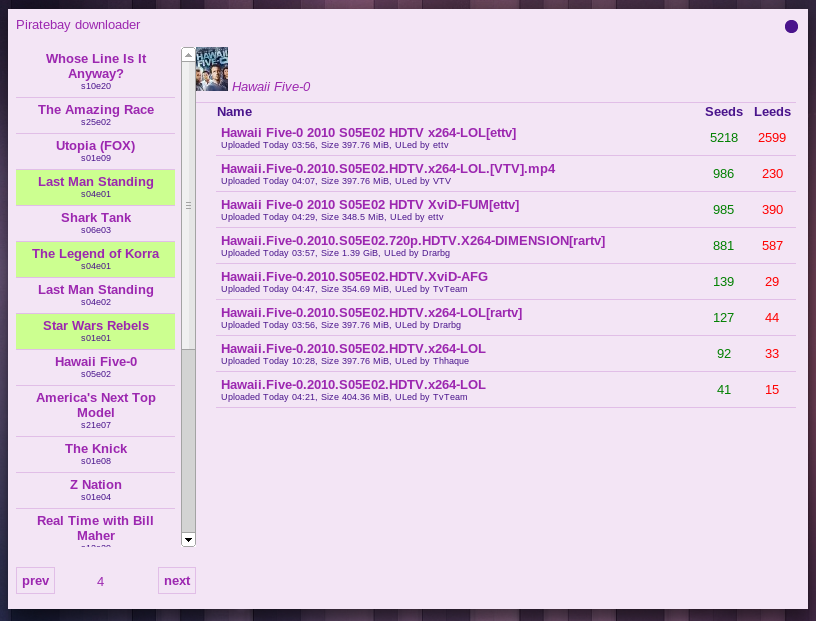 Piratebay downloader
Whose Line Is It
Anyway?
s10e20
The Amazing Race
s25e02
Utopia (FOX)
s01e09
Last Man Standing
s04e01
Shark Tank
s06e03
The Legend of Korra
s04e01
Last Man Standing
s04e02
Star Wars Rebels
s01e01
Hawaii Five-0
s05e02
America's Next Top
Model
s21e07
The Knick
s01e08
Z Nation
s01e04
Real Time with Bill
Maher
prev 4 next
HAWAII
FIVE-0
Hawaii Five-0
Name Seeds Leeds
Hawaii Five-0 2010 S05E02 HDTV x264-LOL[ettv] 5218 2599
Uploaded Today 03:56, Size 397.76 MiB, ULed by ettv
Hawaii.Five-0.2010.S05E02.HDTV.x264-LOL.[VTV].mp4 986 230
Uploaded Today 04:07, Size 397.76 MiB, ULed by VTV
Hawaii Five-0 2010 S05E02 HDTV XviD-FUM[ettv] 985 390
Uploaded Today 04:29, Size 348.5 MiB, ULed by ettv
Hawaii.Five-0.2010.S05E02.720p.HDTV.X264-DIMENSION[rartv] 881 587
Uploaded Today 03:57, Size 1.39 GiB, ULed by Drarbg
Hawaii.Five-0.2010.S05E02.HDTV.XviD-AFG 139 29
Uploaded Today 04:47, Size 354.69 MiB, ULed by TvTeam
Hawaii.Five-0.2010.S05E02.HDTV.x264-LOL[rartv] 127 44
Uploaded Today 03:56, Size 397.76 MiB, ULed by Drarbg
Hawaii.Five-0.2010.S05E02.HDTV.x264-LOL 92 33
Uploaded Today 10:28, Size 397.76 MiB, ULed by Thhaque
Hawaii.Five-0.2010.S05E02.HDTV.x264-LOL 41 15
Uploaded Today 04:21, Size 404.36 MiB, ULed by TvTeam